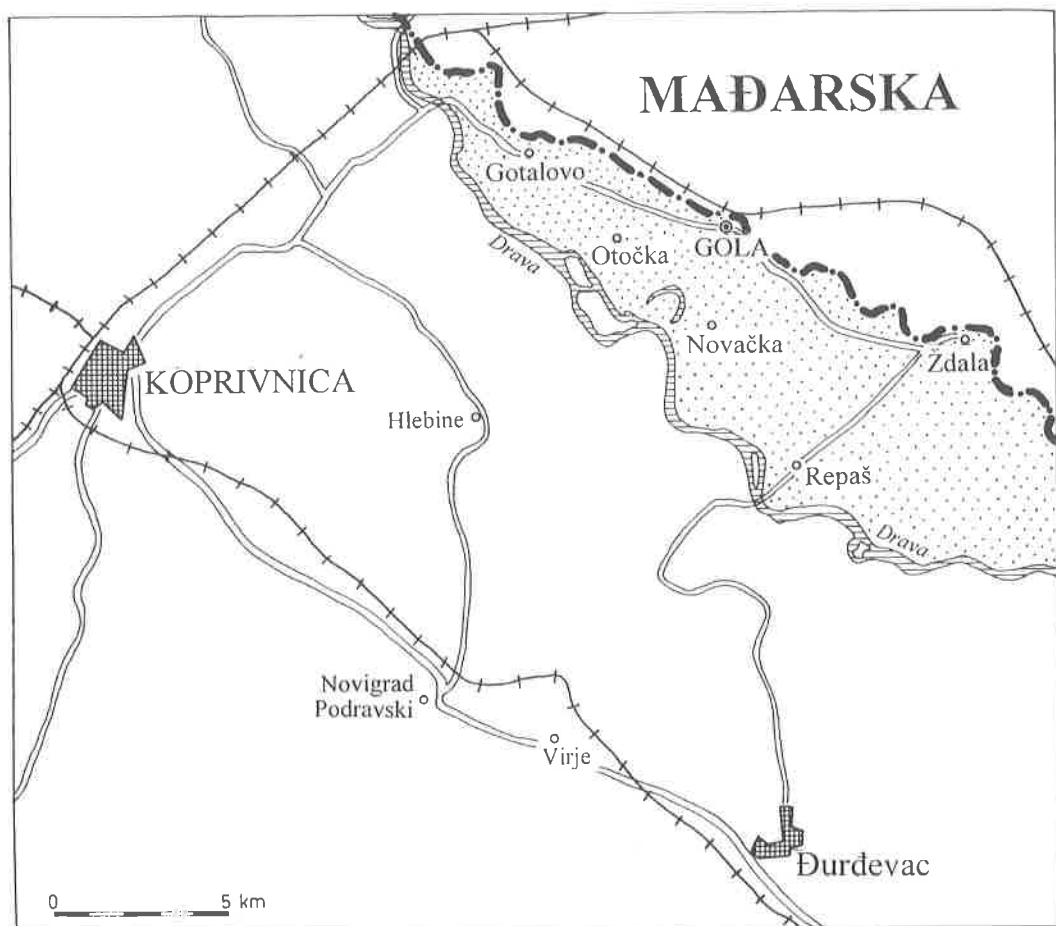 MAĐARSKA
Gotalovo
Drava
Otočka
GOLA
Novačka
Ždala
KOPRIVNICA
Hlebine
Repaš
Drava
Novigrad
Podravski
Virje
Đurđevac
0 5 km